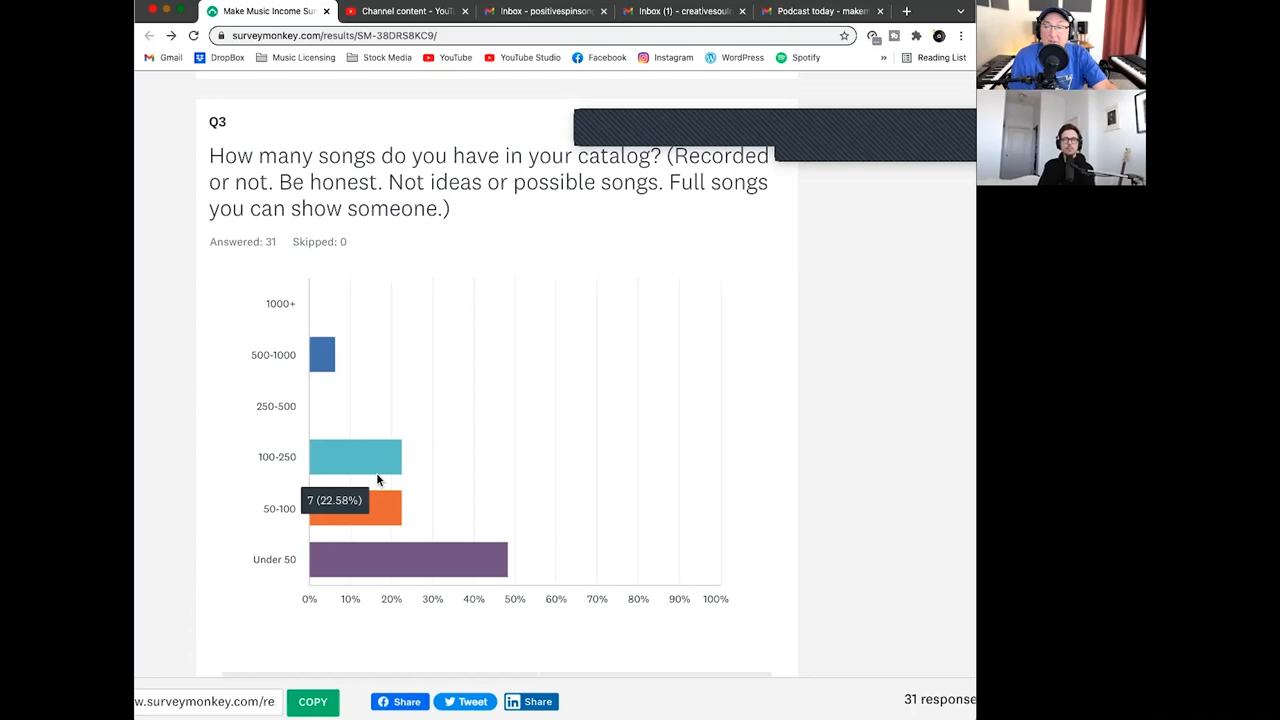 Make Music Income Sur
Channel content - YouT
Inbox - positivespinsong
Inbox (1) - creativesoul
Podcast today - makem
surveymonkey.com/results/SM-38DRS8KC9/
Gmail
DropBox
Music Licensing
Stock Media
YouTube
YouTube Studio
Facebook
Instagram
WordPress
Spotify
»
Reading List
Q3
How many songs do you have in your catalog? (Recorded
or not. Be honest. Not ideas or possible songs. Full songs
you can show someone.)
Answered: 31 Skipped: 0
1000+
500-1000
250-500
100-250
7 (22.58%)
50-100
Under 50
0% 10% 20% 30% 40% 50% 60% 70% 80% 90% 100%
w.surveymonkey.com/re
COPY
Share
Tweet
Share
31 response